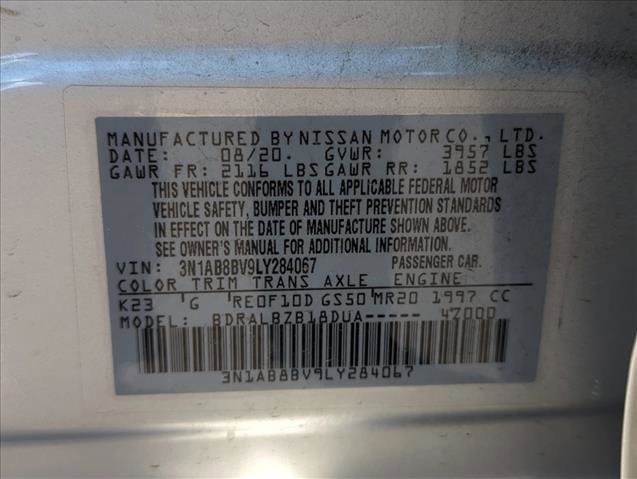 MANUFACTURED BY NISSAN MOTOR CO., LTD.
DATE: 08/20. GVWR: 3957 LBS
GAWR FR: 2116 LBS GAWR RR: 1852 LBS
THIS VEHICLE CONFORMS TO ALL APPLICABLE FEDERAL MOTOR
VEHICLE SAFETY, BUMPER AND THEFT PREVENTION STANDARDS
IN EFFECT ON THE DATE OF MANUFACTURE SHOWN ABOVE.
SEE OWNER'S MANUAL FOR ADDITIONAL INFORMATION.
VIN: 3N1AB8BV9LY284067 PASSENGER CAR.
COLOR TRIM TRANS AXLE ENGINE
K23 G RE0F10D GS50 MR20 1997 CC
MODEL: BDRALBZB18DUA----- 4Z000
3N1AB8BV9LY284067